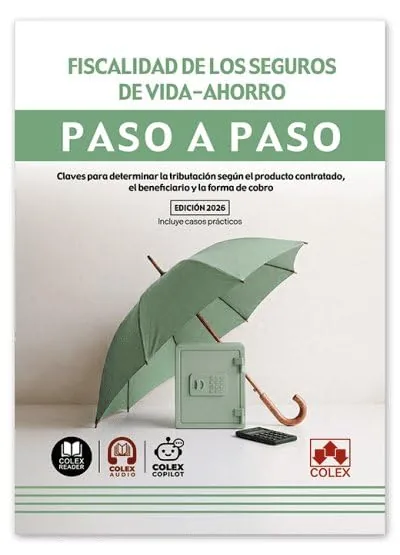 FISCALIDAD DE LOS SEGUROS
DE VIDA-AHORRO
PASO A PASO
Claves para determinar la tributación según el producto contratado,
el beneficiario y la forma de cobro
EDICIÓN 2026
Incluye casos prácticos
COLEX
READER
COLEX
AUDIO
COLEX
COPILOT
COLEX